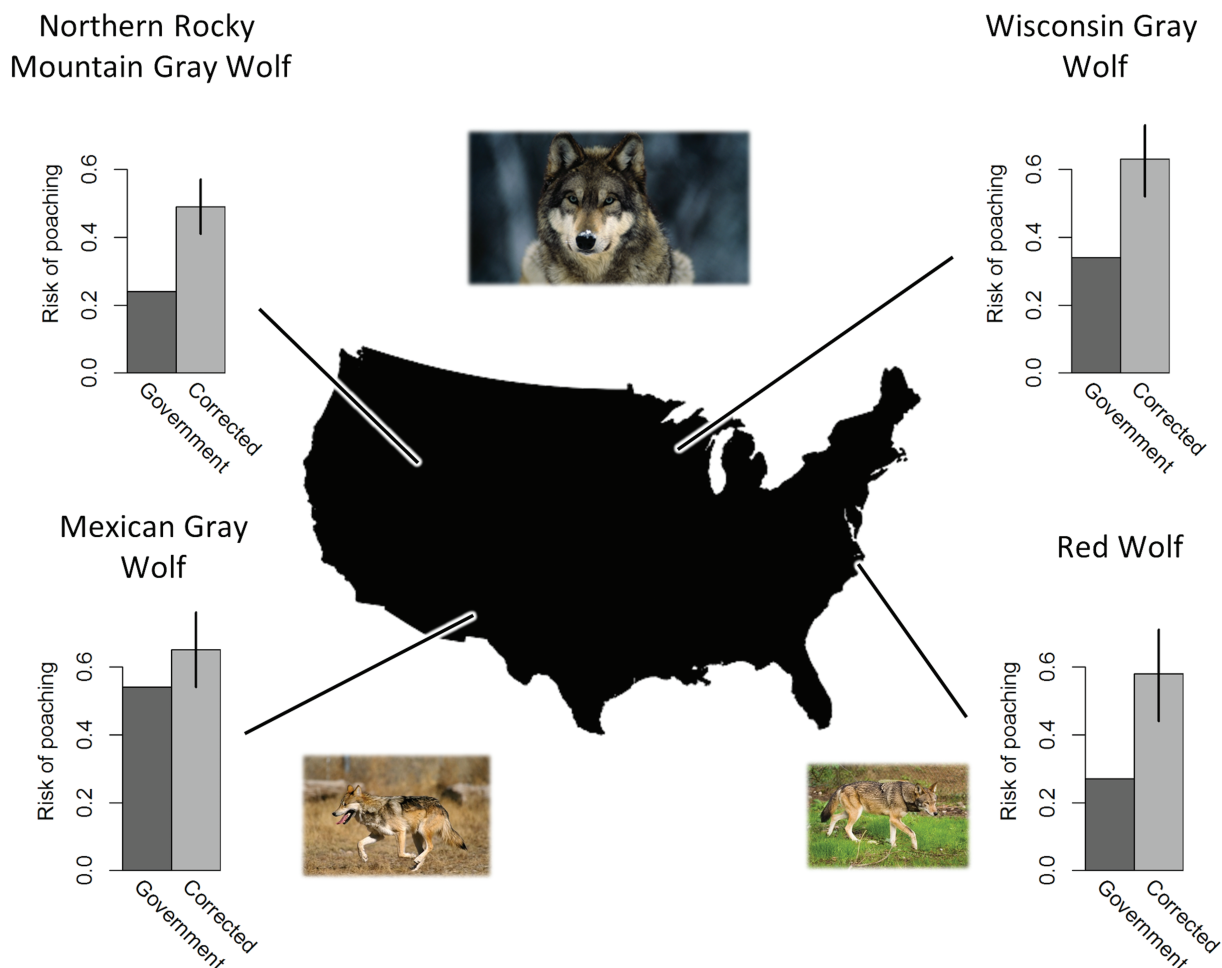 Northern Rocky
Mountain Gray Wolf
Risk of poaching
0.6
0.4
0.2
0.0
Government
Corrected
Wisconsin Gray
Wolf
Risk of poaching
0.6
0.4
0.2
0.0
Government
Corrected
Mexican Gray
Wolf
Risk of poaching
0.6
0.4
0.2
0.0
Government
Corrected
Red Wolf
Risk of poaching
0.6
0.4
0.2
0.0
Government
Corrected